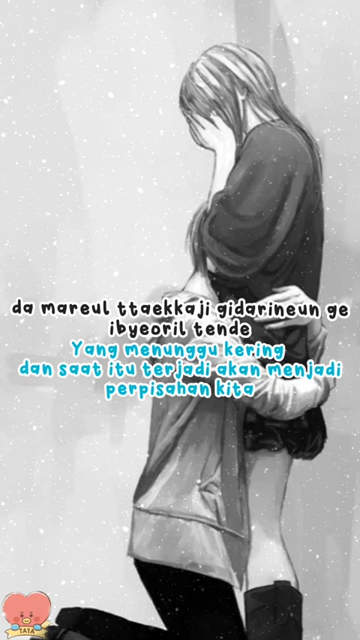 da mareul ttaekkaji gidarineun ge
ibyeoril tende
Yang menunggu kering
dan saat itu terjadi akan menjadi
perpisahan kita
TATA